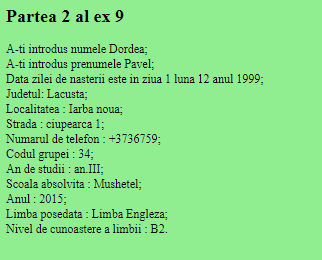 Partea 2 al ex 9
A-ti introdus numele Dordea;
A-ti introdus prenumele Pavel;
Data zilei de nasterii este in ziua 1 luna 12 anul 1999;
Judetul: Lacusta;
Localitatea : Iarba noua;
Strada : ciupearca 1;
Numarul de telefon : +3736759;
Codul grupei : 34;
An de studii : an.III;
Scoala absolvita : Mushetel;
Anul : 2015;
Limba posedata : Limba Engleza;
Nivel de cunoastere a limbii : B2.